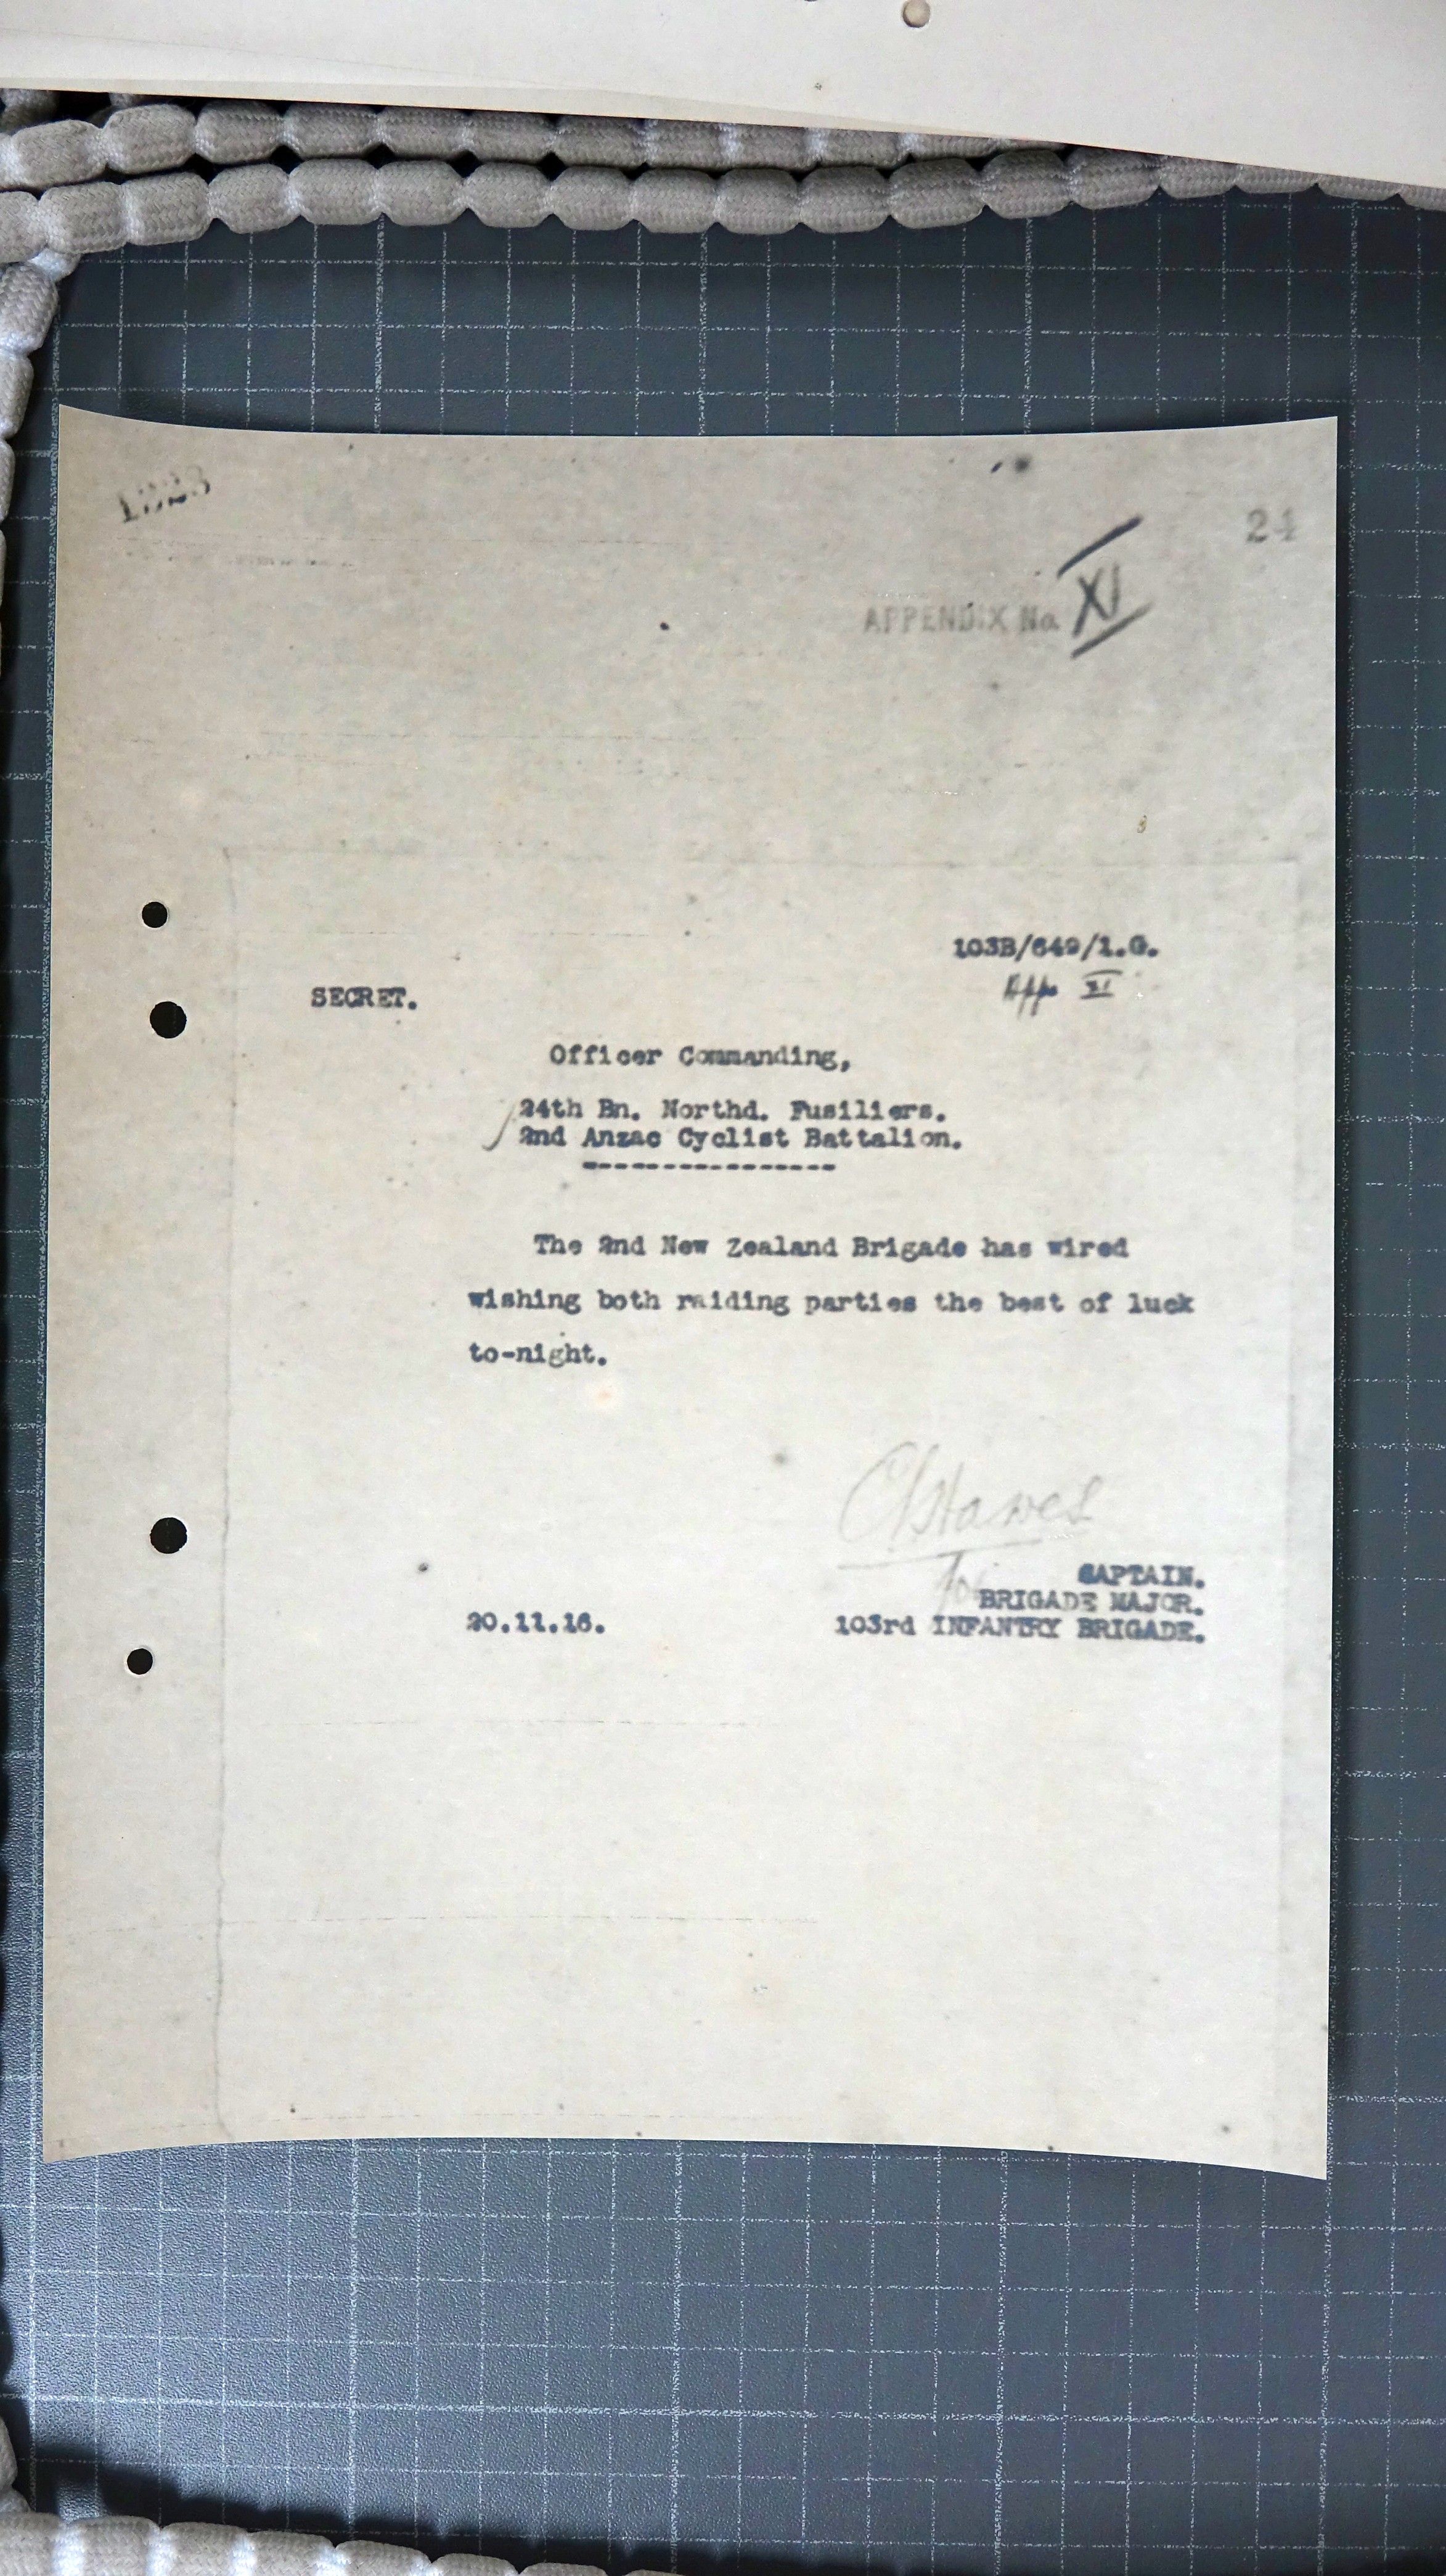 24
APPENDIX No. XI
103B/649/1.G.
App XI
SECRET.
Officer Commanding,
24th Bn. Northd. Fusiliers.
2nd Anzac Cyclist Battalion.
The 2nd New Zealand Brigade has wired
wishing both raiding parties the best of luck
to-night.
for
CAPTAIN.
BRIGADE MAJOR.
20.11.16. 103rd INFANTRY BRIGADE.